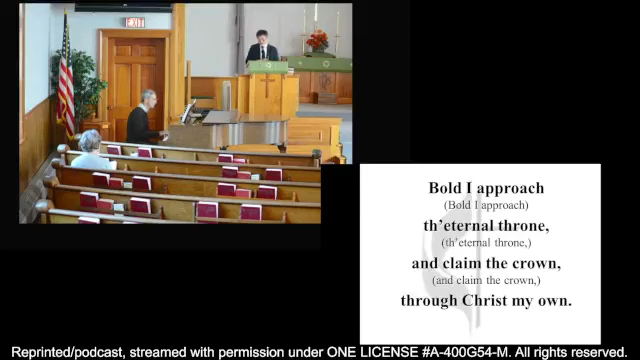 EXIT
Bold I approach
(Bold I approach)
th'eternal throne,
(th'eternal throne,)
and claim the crown,
(and claim the crown,)
through Christ my own.
Reprinted/podcast, streamed with permission under ONE LICENSE #A-400G54-M. All rights reserved.